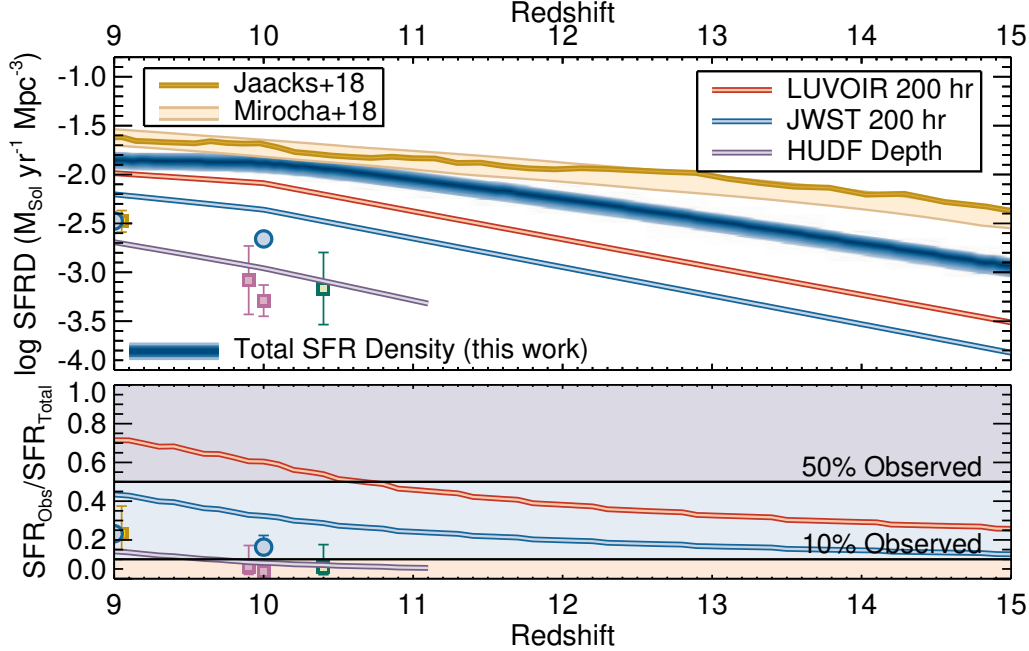 Redshift
9 10 11 12 13 14 15
log SFRD (M_Sol yr^-1 Mpc^-3)
-1.0
-1.5
-2.0
-2.5
-3.0
-3.5
-4.0
Jaacks+18
Mirocha+18
LUVOIR 200 hr
JWST 200 hr
HUDF Depth
Total SFR Density (this work)
SFR_Obs/SFR_Total
1.0
0.8
0.6
0.4
0.2
0.0
50% Observed
10% Observed
9 10 11 12 13 14 15
Redshift